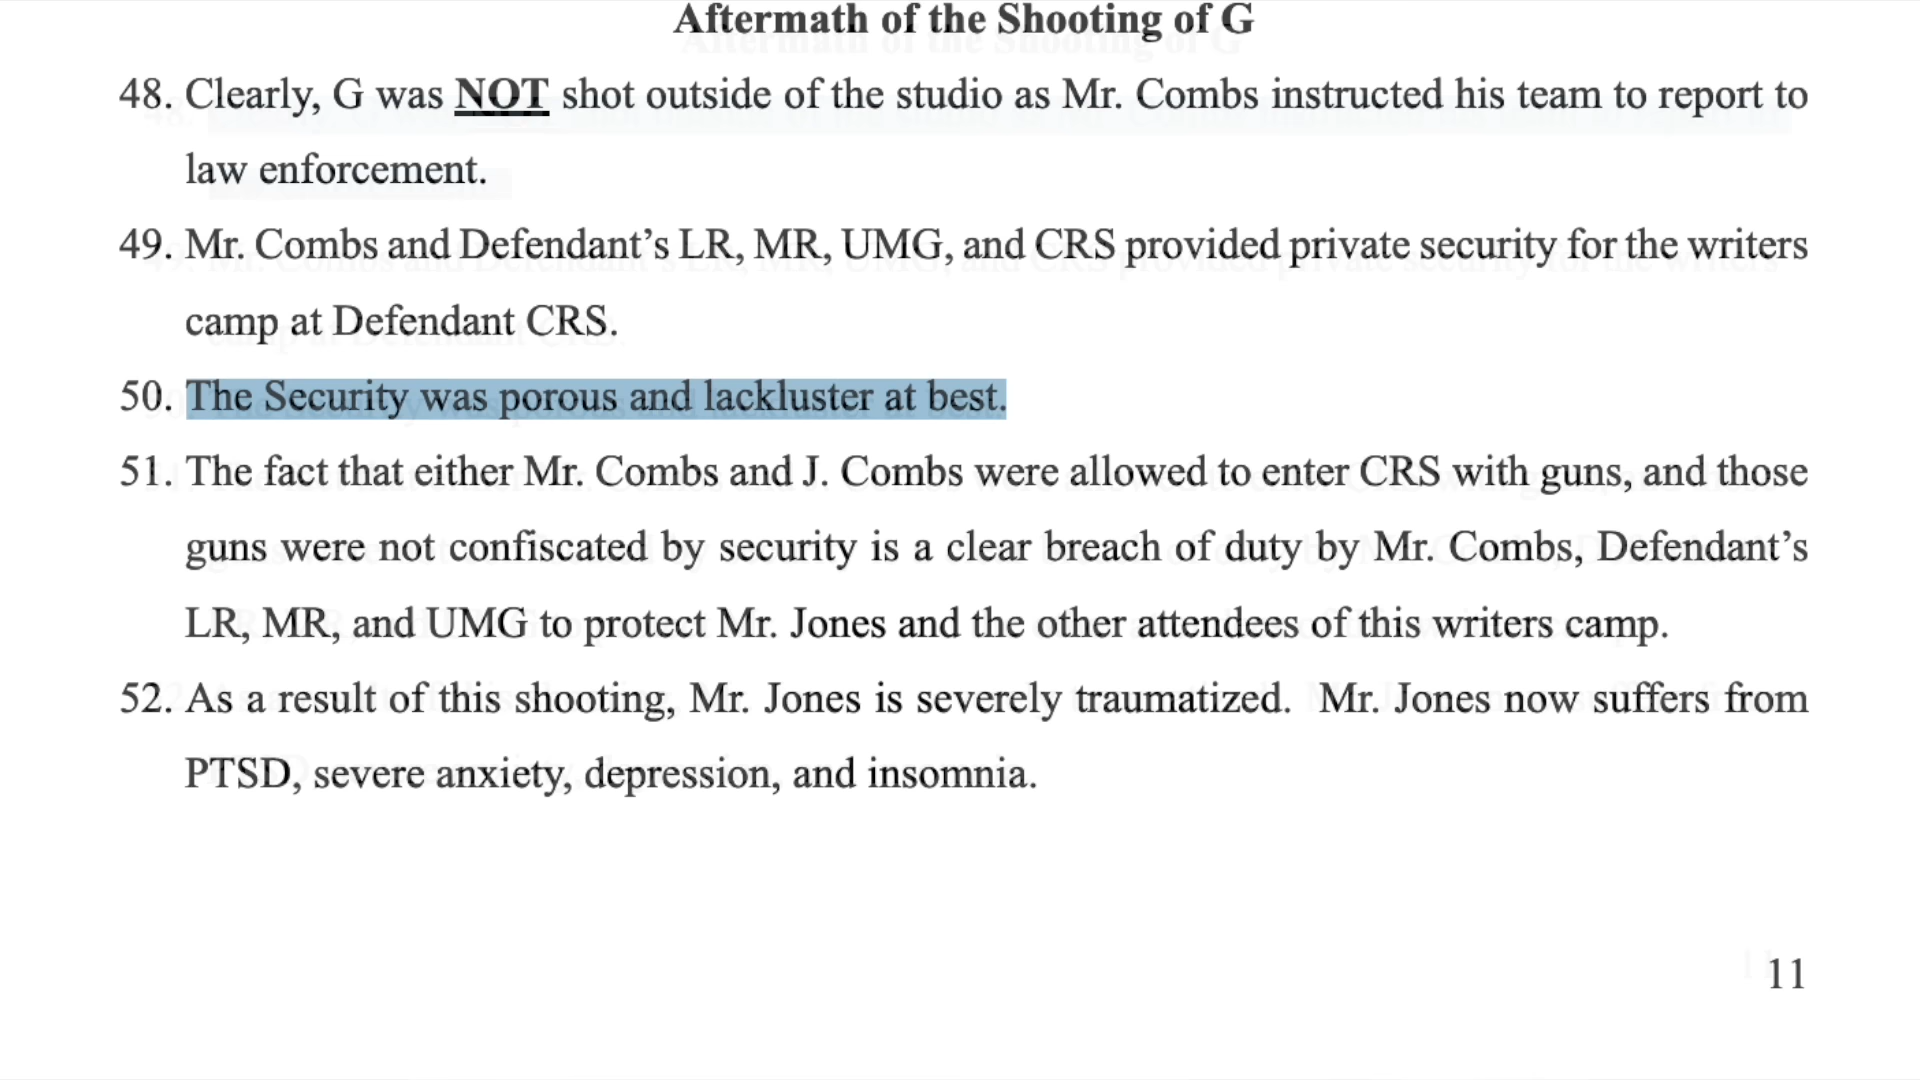 Aftermath of the Shooting of G
48. Clearly, G was NOT shot outside of the studio as Mr. Combs instructed his team to report to
law enforcement.
49. Mr. Combs and Defendant’s LR, MR, UMG, and CRS provided private security for the writers
camp at Defendant CRS.
50. The Security was porous and lackluster at best.
51. The fact that either Mr. Combs and J. Combs were allowed to enter CRS with guns, and those
guns were not confiscated by security is a clear breach of duty by Mr. Combs, Defendant’s
LR, MR, and UMG to protect Mr. Jones and the other attendees of this writers camp.
52. As a result of this shooting, Mr. Jones is severely traumatized. Mr. Jones now suffers from
PTSD, severe anxiety, depression, and insomnia.
11